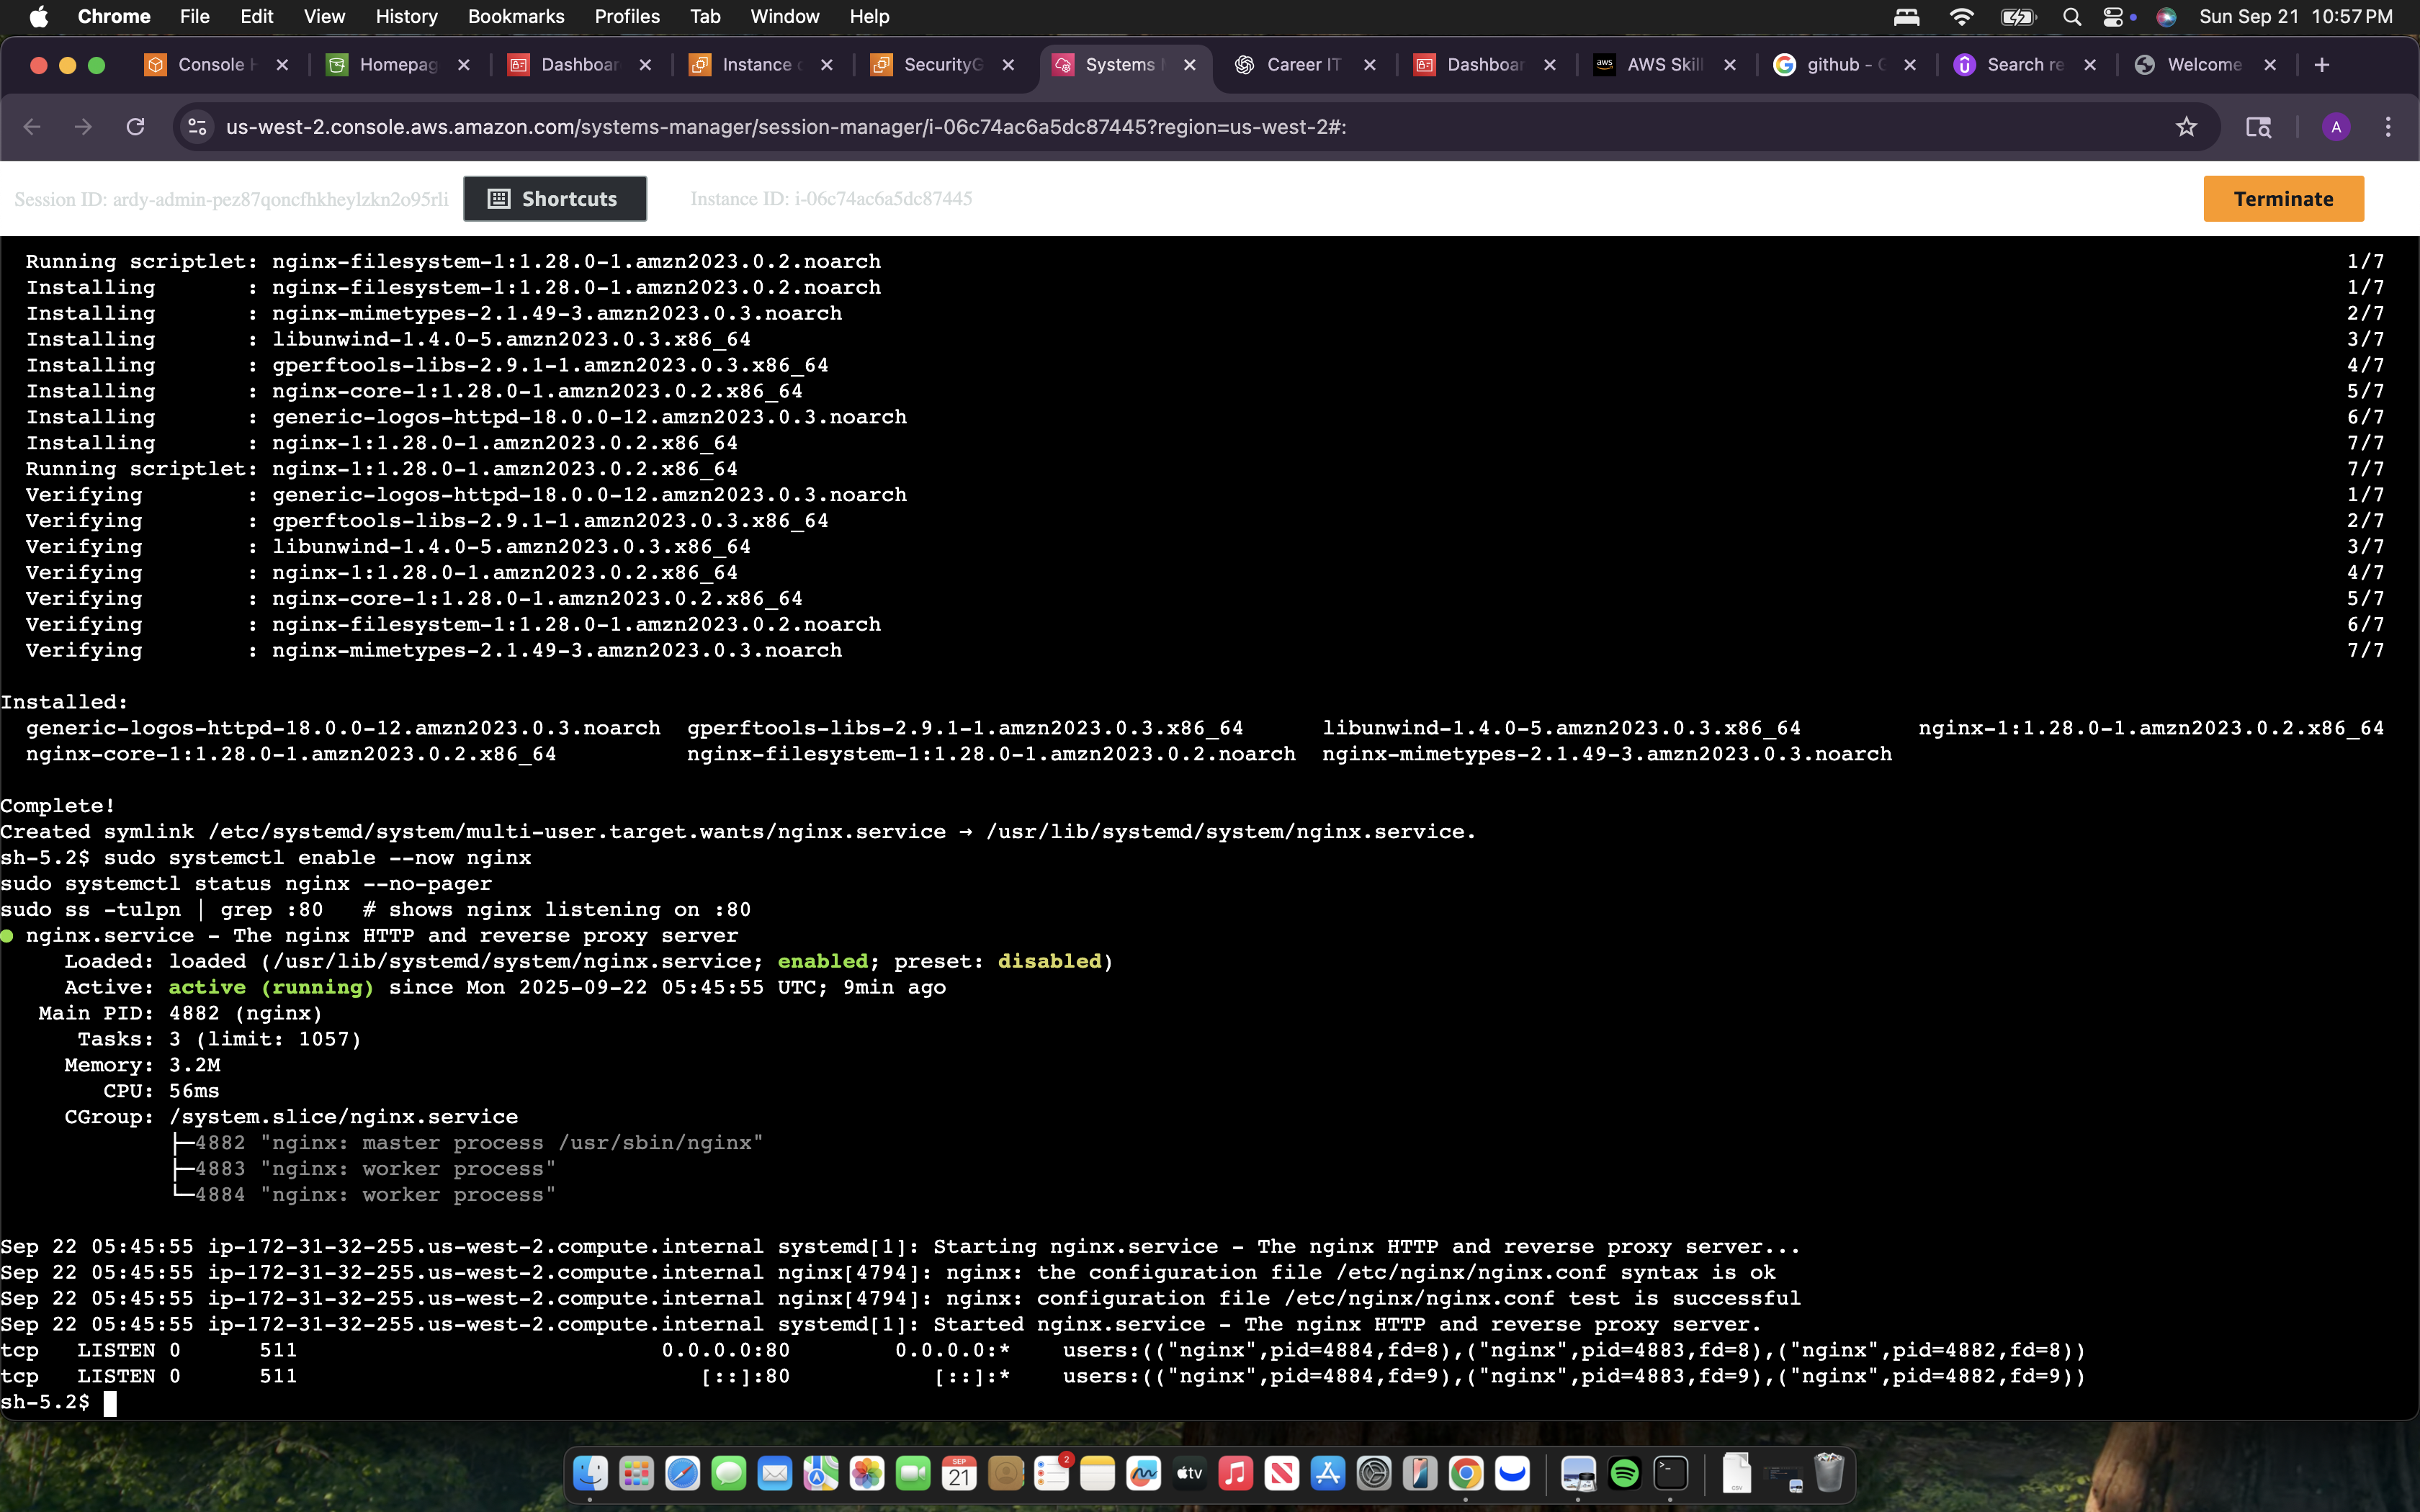 Chrome File Edit View History Bookmarks Profiles Tab Window Help Sun Sep 21 10:57 PM
Console Homepag Dashboar Instance SecurityG Systems Career IT Dashboar AWS Skil github - Search re Welcome
us-west-2.console.aws.amazon.com/systems-manager/session-manager/i-06c74ac6a5dc87445?region=us-west-2#: A
Session ID: ardy-admin-pez87qoncfhkheylzkn2o95rli Shortcuts Instance ID: i-06c74ac6a5dc87445 Terminate
Running scriptlet: nginx-filesystem-1:1.28.0-1.amzn2023.0.2.noarch 1/7
Installing : nginx-filesystem-1:1.28.0-1.amzn2023.0.2.noarch 1/7
Installing : nginx-mimetypes-2.1.49-3.amzn2023.0.3.noarch 2/7
Installing : libunwind-1.4.0-5.amzn2023.0.3.x86_64 3/7
Installing : gperftools-libs-2.9.1-1.amzn2023.0.3.x86_64 4/7
Installing : nginx-core-1:1.28.0-1.amzn2023.0.2.x86_64 5/7
Installing : generic-logos-httpd-18.0.0-12.amzn2023.0.3.noarch 6/7
Installing : nginx-1:1.28.0-1.amzn2023.0.2.x86_64 7/7
Running scriptlet: nginx-1:1.28.0-1.amzn2023.0.2.x86_64 7/7
Verifying : generic-logos-httpd-18.0.0-12.amzn2023.0.3.noarch 1/7
Verifying : gperftools-libs-2.9.1-1.amzn2023.0.3.x86_64 2/7
Verifying : libunwind-1.4.0-5.amzn2023.0.3.x86_64 3/7
Verifying : nginx-1:1.28.0-1.amzn2023.0.2.x86_64 4/7
Verifying : nginx-core-1:1.28.0-1.amzn2023.0.2.x86_64 5/7
Verifying : nginx-filesystem-1:1.28.0-1.amzn2023.0.2.noarch 6/7
Verifying : nginx-mimetypes-2.1.49-3.amzn2023.0.3.noarch 7/7
Installed:
generic-logos-httpd-18.0.0-12.amzn2023.0.3.noarch gperftools-libs-2.9.1-1.amzn2023.0.3.x86_64 libunwind-1.4.0-5.amzn2023.0.3.x86_64 nginx-1:1.28.0-1.amzn2023.0.2.x86_64
nginx-core-1:1.28.0-1.amzn2023.0.2.x86_64 nginx-filesystem-1:1.28.0-1.amzn2023.0.2.noarch nginx-mimetypes-2.1.49-3.amzn2023.0.3.noarch
Complete!
Created symlink /etc/systemd/system/multi-user.target.wants/nginx.service → /usr/lib/systemd/system/nginx.service.
sh-5.2$ sudo systemctl enable --now nginx
sudo systemctl status nginx --no-pager
sudo ss -tulpn | grep :80 # shows nginx listening on :80
● nginx.service - The nginx HTTP and reverse proxy server
Loaded: loaded (/usr/lib/systemd/system/nginx.service; enabled; preset: disabled)
Active: active (running) since Mon 2025-09-22 05:45:55 UTC; 9min ago
Main PID: 4882 (nginx)
Tasks: 3 (limit: 1057)
Memory: 3.2M
CPU: 56ms
CGroup: /system.slice/nginx.service
├─4882 "nginx: master process /usr/sbin/nginx"
├─4883 "nginx: worker process"
└─4884 "nginx: worker process"
Sep 22 05:45:55 ip-172-31-32-255.us-west-2.compute.internal systemd[1]: Starting nginx.service - The nginx HTTP and reverse proxy server...
Sep 22 05:45:55 ip-172-31-32-255.us-west-2.compute.internal nginx[4794]: nginx: the configuration file /etc/nginx/nginx.conf syntax is ok
Sep 22 05:45:55 ip-172-31-32-255.us-west-2.compute.internal nginx[4794]: nginx: configuration file /etc/nginx/nginx.conf test is successful
Sep 22 05:45:55 ip-172-31-32-255.us-west-2.compute.internal systemd[1]: Started nginx.service - The nginx HTTP and reverse proxy server.
tcp LISTEN 0 511 0.0.0.0:80 0.0.0.0:* users:(("nginx",pid=4884,fd=8),("nginx",pid=4883,fd=8),("nginx",pid=4882,fd=8))
tcp LISTEN 0 511 [::]:80 [::]:* users:(("nginx",pid=4884,fd=9),("nginx",pid=4883,fd=9),("nginx",pid=4882,fd=9))
sh-5.2$
SEP 21 2 tv